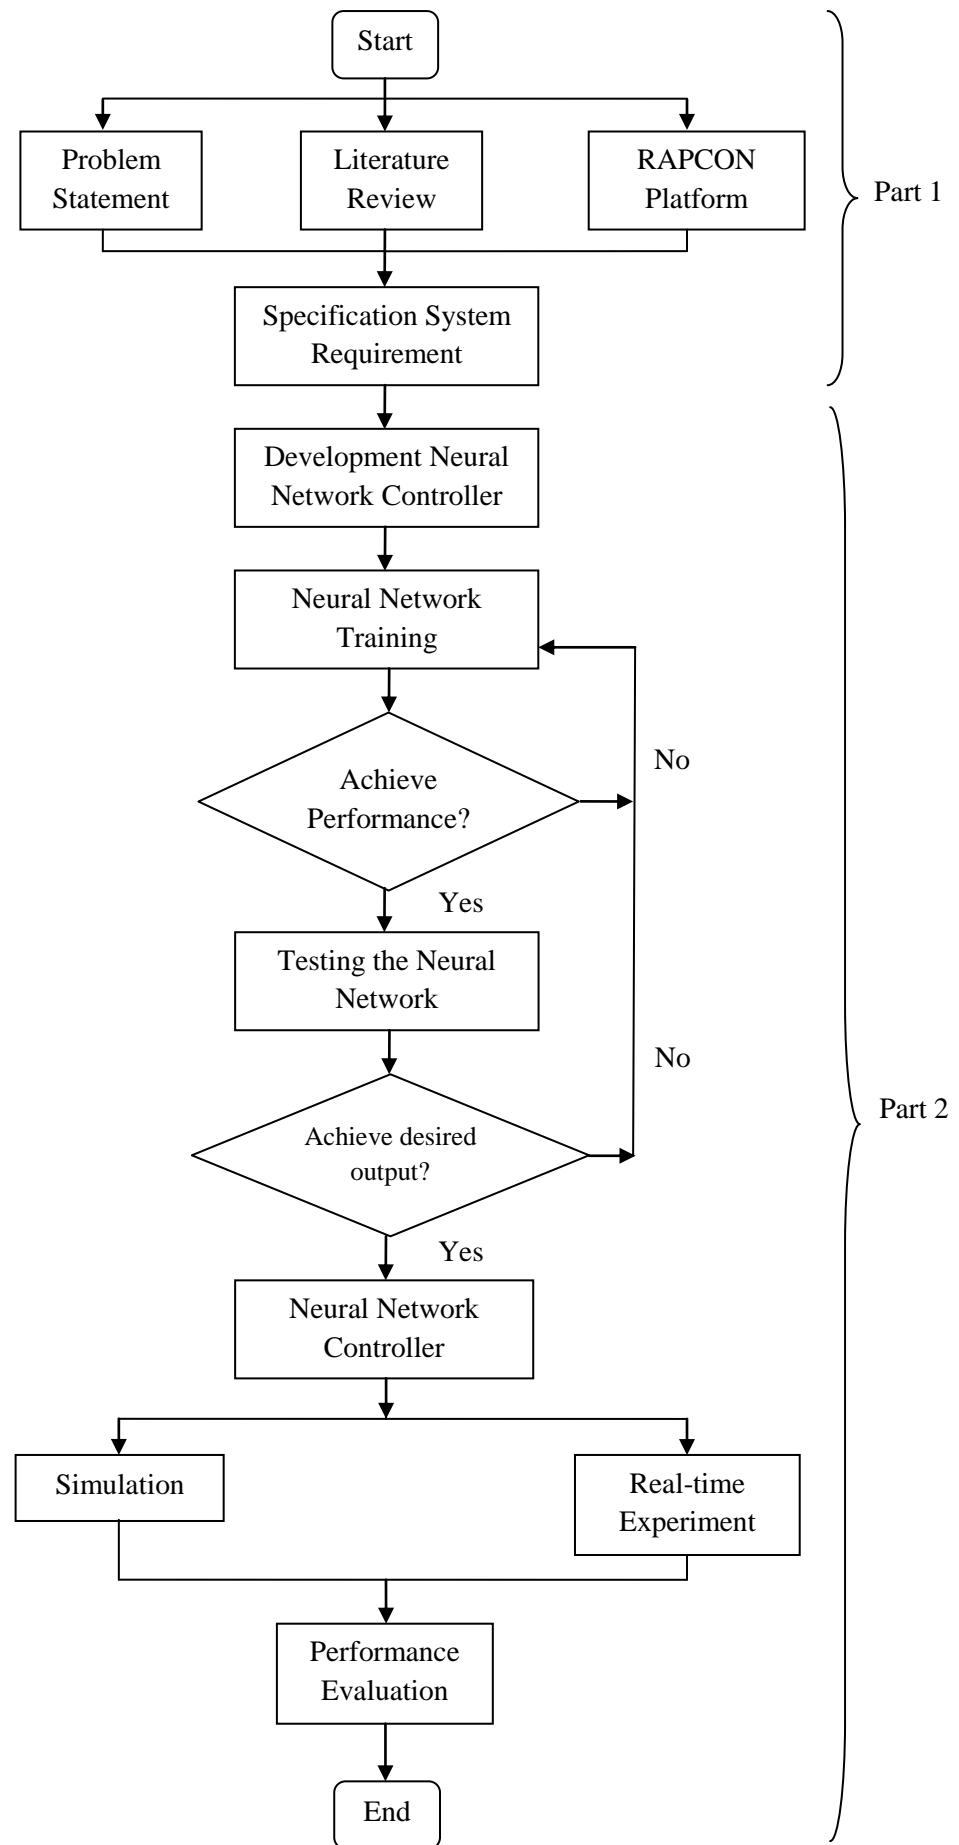 Start
Problem
Statement
Literature
Review
RAPCON
Platform
Part 1
Specification System
Requirement
Development Neural
Network Controller
Neural Network
Training
No
Achieve
Performance?
Yes
Testing the Neural
Network
No
Part 2
Achieve desired
output?
Yes
Neural Network
Controller
Simulation
Real-time
Experiment
Performance
Evaluation
End